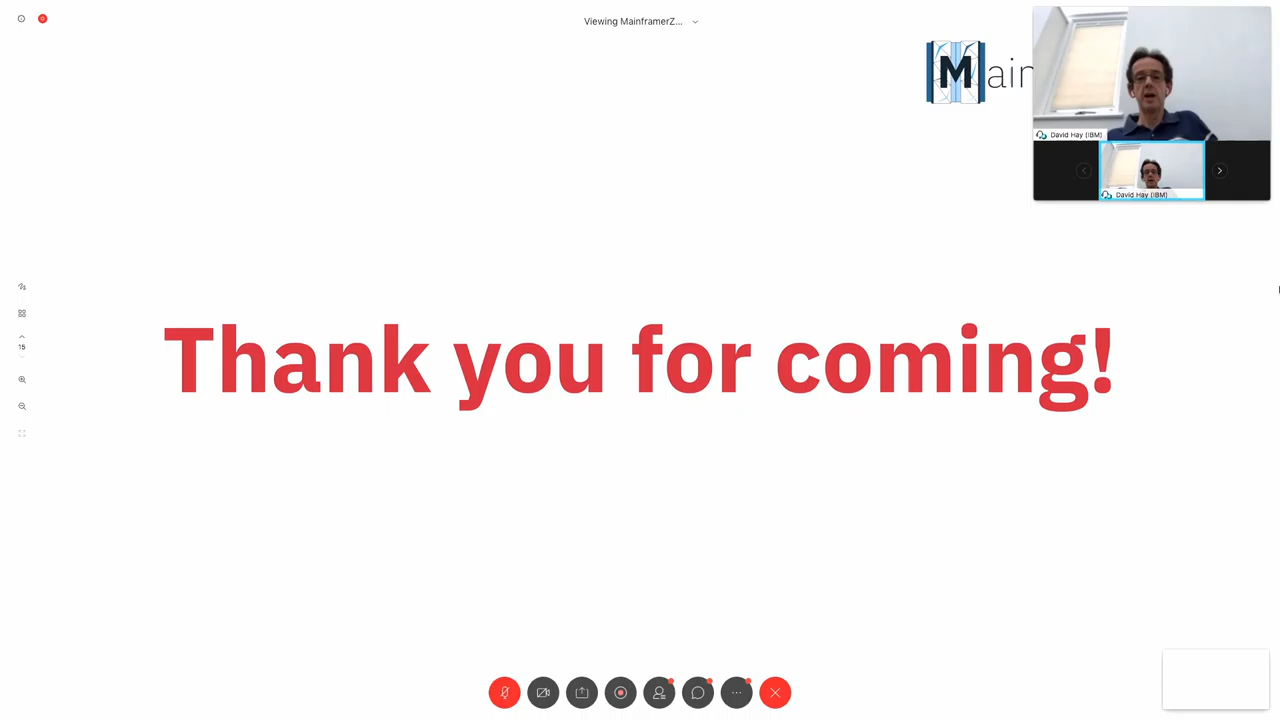 Viewing MainframerZ...
Main
David Hay (IBM)
David Hay (IBM)
15
Thank you for coming!